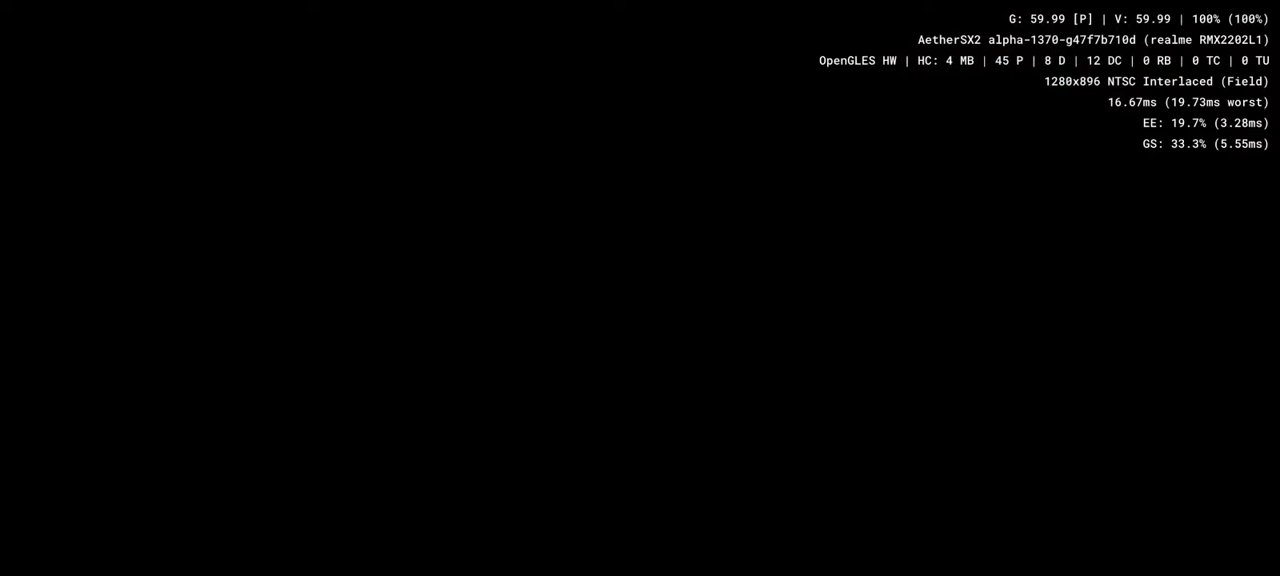 G: 59.99 [P] | V: 59.99 | 100% (100%)
AetherSX2 alpha-1370-g47f7b710d (realme RMX2202L1)
OpenGLES HW | HC: 4 MB | 45 P | 8 D | 12 DC | 0 RB | 0 TC | 0 TU
1280x896 NTSC Interlaced (Field)
16.67ms (19.73ms worst)
EE: 19.7% (3.28ms)
GS: 33.3% (5.55ms)